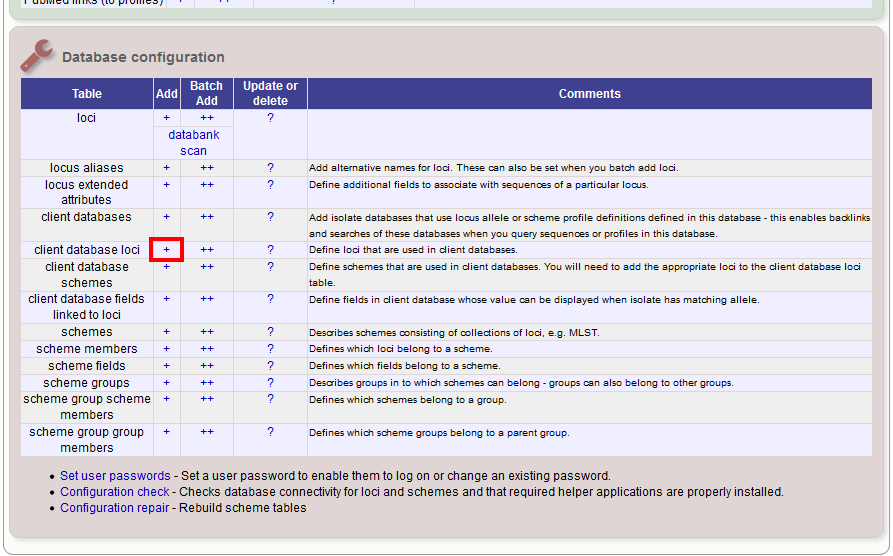 PubMed links (to profiles) + ++ ?
Database configuration
Table Add Batch Add Update or delete Comments
loci + ++ ?
databank
scan
locus aliases + ++ ? Add alternative names for loci. These can also be set when you batch add loci.
locus extended attributes + ++ ? Define additional fields to associate with sequences of a particular locus.
client databases + ++ ? Add isolate databases that use locus allele or scheme profile definitions defined in this database - this enables backlinks
and searches of these databases when you query sequences or profiles in this database.
client database loci + ++ ? Define loci that are used in client databases.
client database schemes + ++ ? Define schemes that are used in client databases. You will need to add the appropriate loci to the client database loci
table.
client database fields linked to loci + ++ ? Define fields in client database whose value can be displayed when isolate has matching allele.
schemes + ++ ? Describes schemes consisting of collections of loci, e.g. MLST.
scheme members + ++ ? Defines which loci belong to a scheme.
scheme fields + ++ ? Defines which fields belong to a scheme.
scheme groups + ++ ? Describes groups in to which schemes can belong - groups can also belong to other groups.
scheme group scheme members + ++ ? Defines which schemes belong to a group.
scheme group group members + ++ ? Defines which scheme groups belong to a parent group.
• Set user passwords - Set a user password to enable them to log on or change an existing password.
• Configuration check - Checks database connectivity for loci and schemes and that required helper applications are properly installed.
• Configuration repair - Rebuild scheme tables